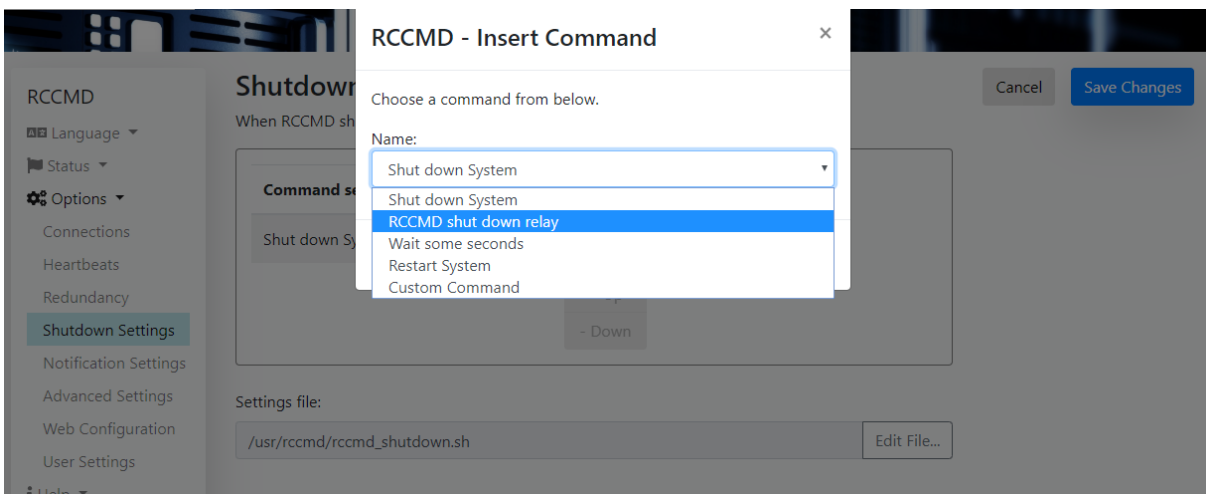 RCCMD - Insert Command
×
Choose a command from below.
Name:
Shut down System
Shut down System
RCCMD shut down relay
Wait some seconds
Restart System
Custom Command
RCCMD
Language
Status
Options
Connections
Heartbeats
Redundancy
Shutdown Settings
Notification Settings
Advanced Settings
Web Configuration
User Settings
Shutdown
When RCCMD sh
Cancel
Save Changes
Command se
Shut down Sy
- Down
Settings file:
/usr/rccmd/rccmd_shutdown.sh
Edit File...